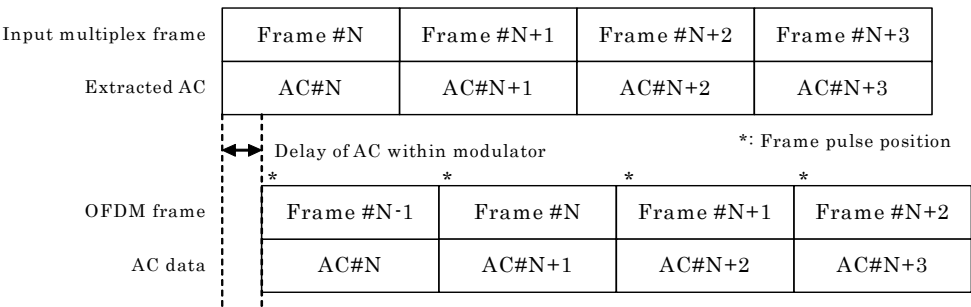 Input multiplex frame Frame #N Frame #N+1 Frame #N+2 Frame #N+3
Extracted AC AC#N AC#N+1 AC#N+2 AC#N+3
Delay of AC within modulator *: Frame pulse position
* * * *
OFDM frame Frame #N-1 Frame #N Frame #N+1 Frame #N+2
AC data AC#N AC#N+1 AC#N+2 AC#N+3